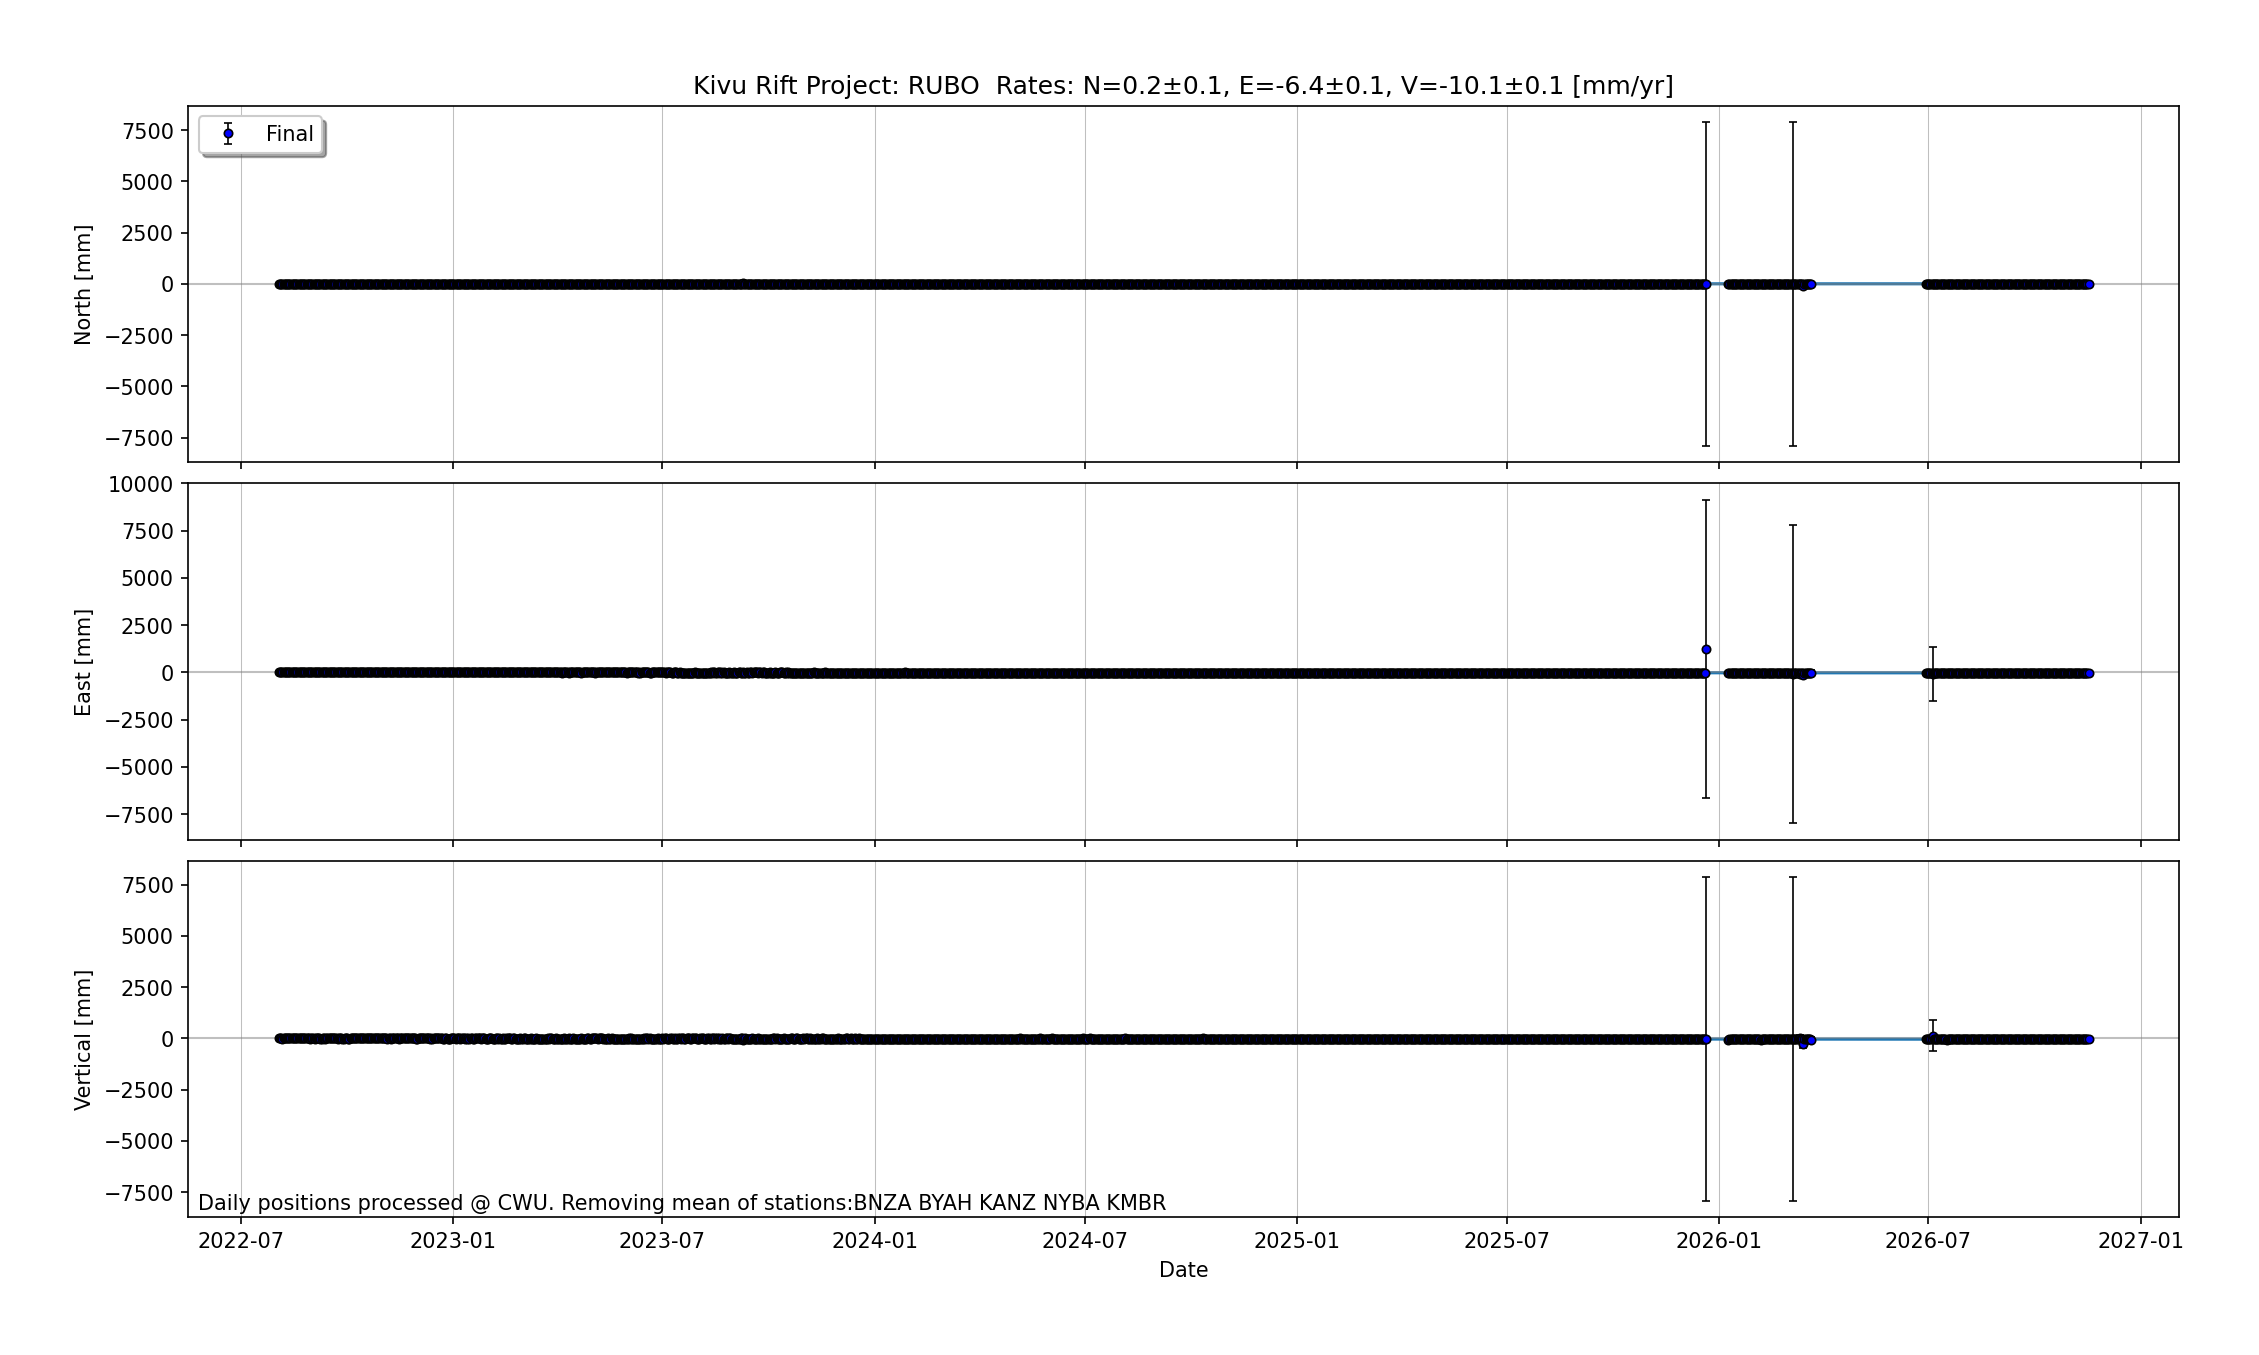 Kivu Rift Project: RUBO  Rates: N=0.2±0.1, E=-6.4±0.1, V=-10.1±0.1 [mm/yr]
Final
7500
5000
2500
0
−2500
−5000
−7500
North [mm]
10000
7500
5000
2500
0
−2500
−5000
−7500
East [mm]
7500
5000
2500
0
−2500
−5000
−7500
Vertical [mm]
Daily positions processed @ CWU. Removing mean of stations:BNZA BYAH KANZ NYBA KMBR
2022-07 2023-01 2023-07 2024-01 2024-07 2025-01 2025-07 2026-01 2026-07 2027-01
Date